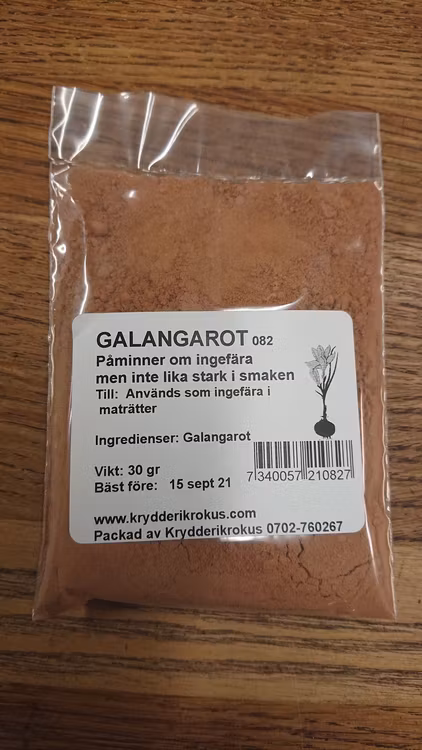 GALANGAROT 082
Påminner om ingefära
men inte lika stark i smaken
Till: Används som ingefära i
maträtter
Ingredienser: Galangarot
Vikt: 30 gr
Bäst före: 15 sept 21
7 340057 210827
www.krydderikrokus.com
Packad av Krydderikrokus 0702-760267